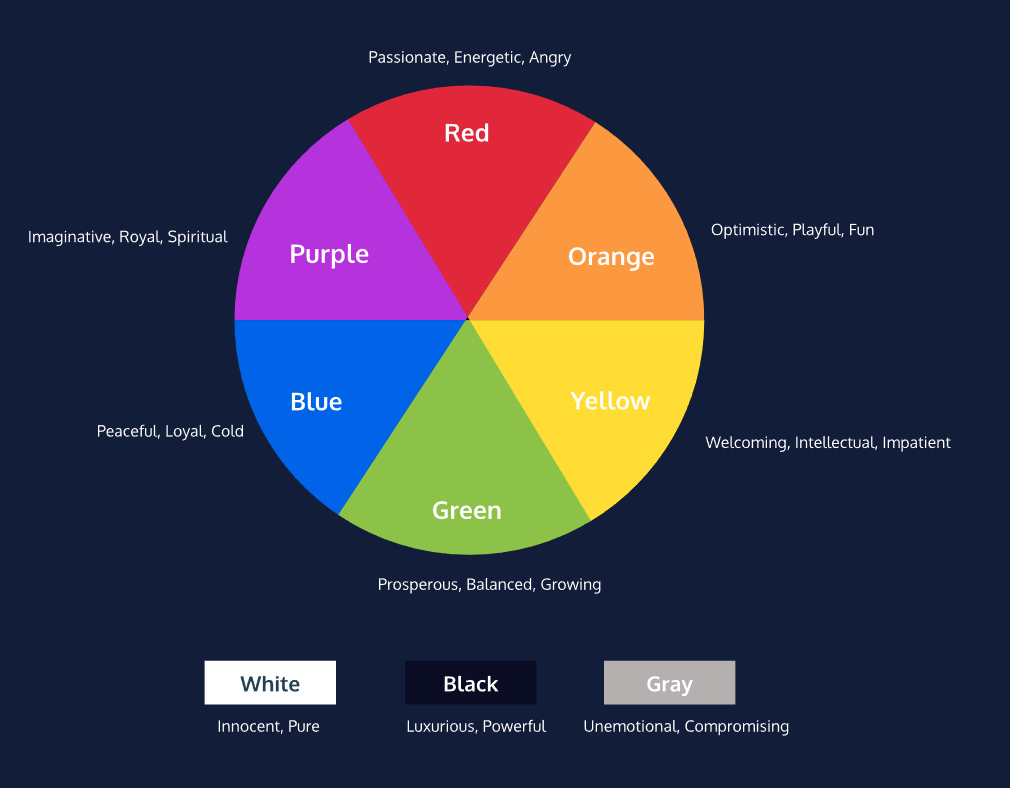 Passionate, Energetic, Angry
Red
Imaginative, Royal, Spiritual
Purple
Orange
Optimistic, Playful, Fun
Blue
Yellow
Peaceful, Loyal, Cold
Welcoming, Intellectual, Impatient
Green
Prosperous, Balanced, Growing
White
Black
Gray
Innocent, Pure
Luxurious, Powerful
Unemotional, Compromising